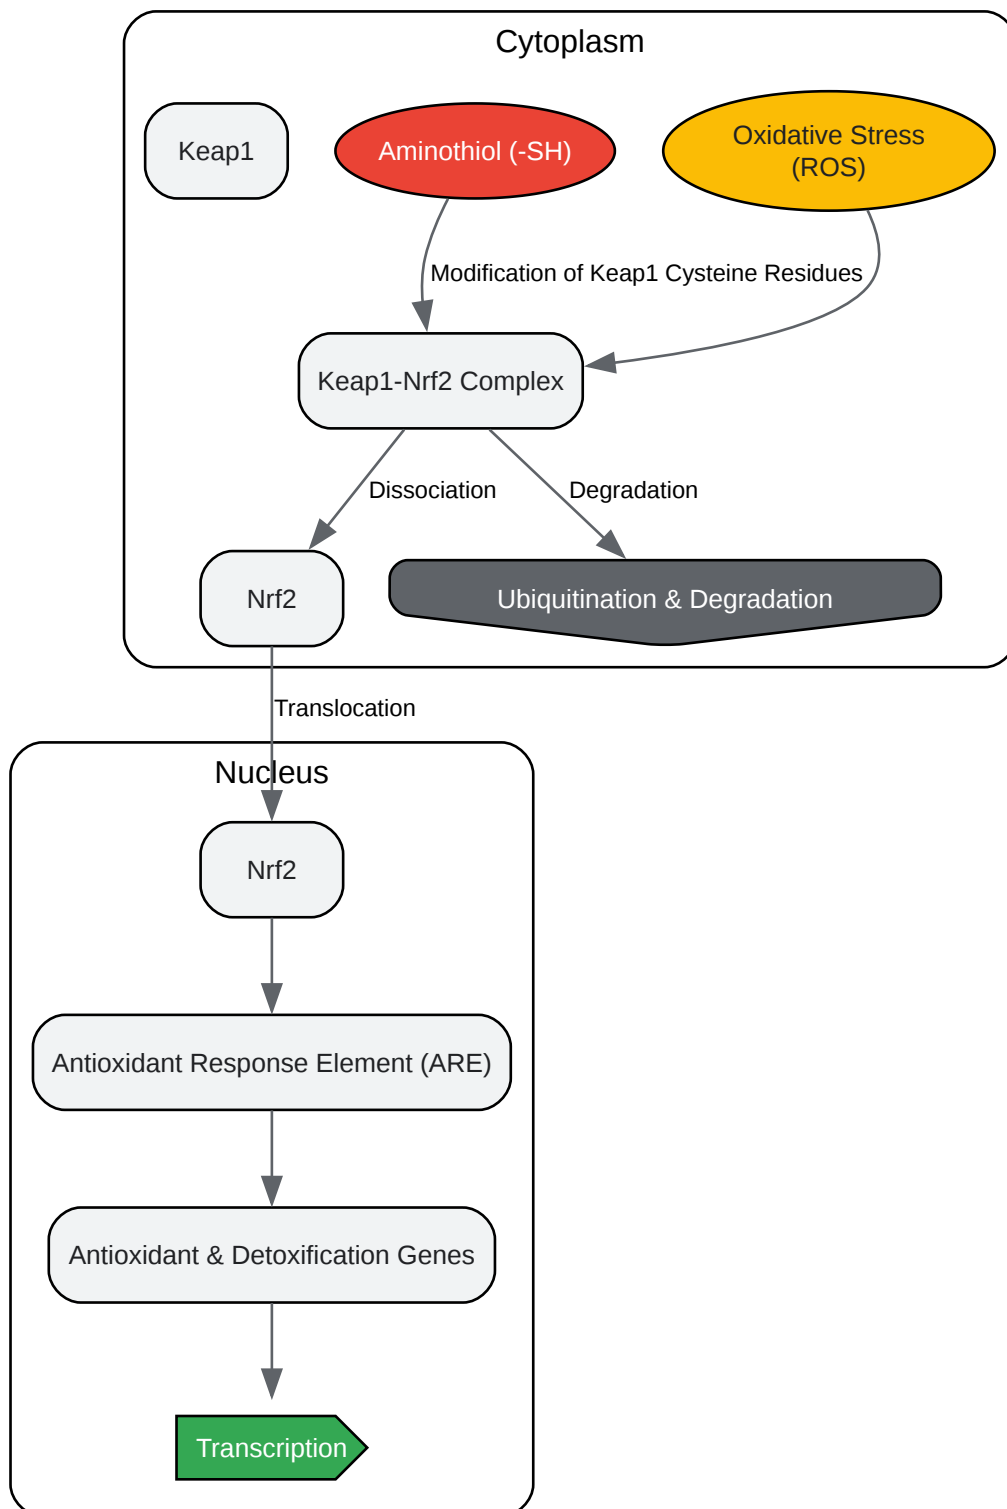 Cytoplasm
Keap1
Aminothiol (-SH)
Oxidative Stress
(ROS)
Modification of Keap1 Cysteine Residues
Keap1-Nrf2 Complex
Dissociation
Degradation
Nrf2
Ubiquitination & Degradation
Translocation
Nucleus
Nrf2
Antioxidant Response Element (ARE)
Antioxidant & Detoxification Genes
Transcription